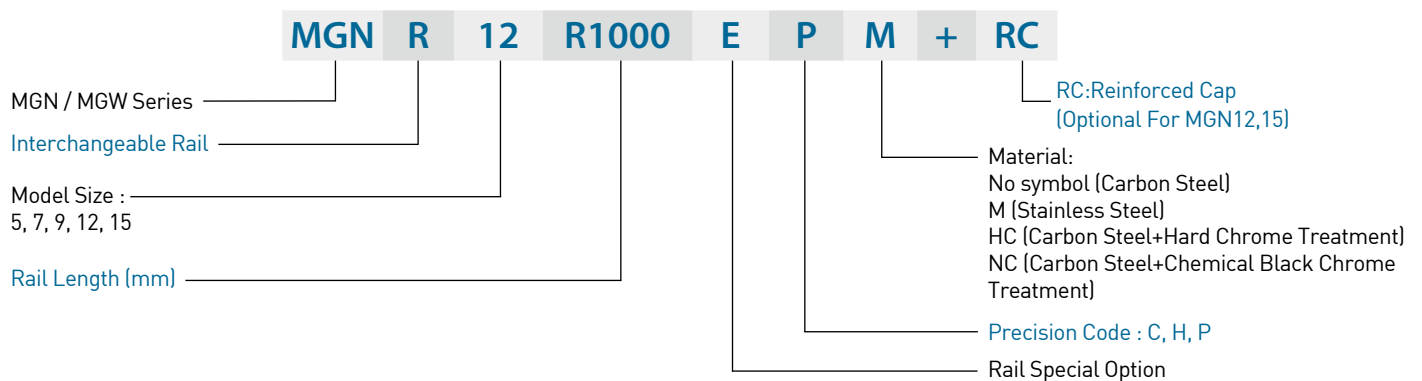 MGN R 12 R1000 E P M + RC
MGN / MGW Series
Interchangeable Rail
Model Size :
5, 7, 9, 12, 15
Rail Length (mm)
RC:Reinforced Cap
(Optional For MGN12,15)
Material:
No symbol (Carbon Steel)
M (Stainless Steel)
HC (Carbon Steel+Hard Chrome Treatment)
NC (Carbon Steel+Chemical Black Chrome
Treatment)
Precision Code : C, H, P
Rail Special Option